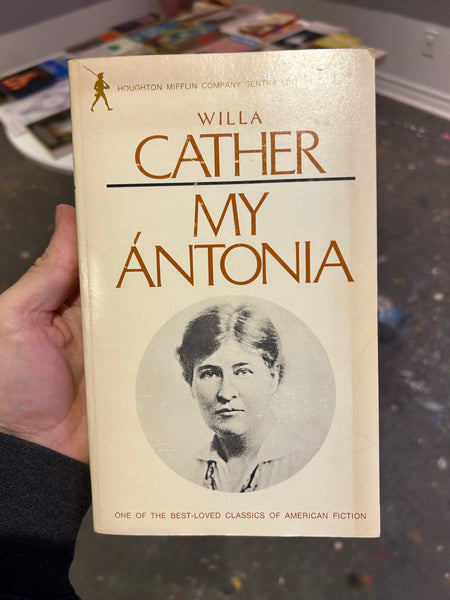 HOUGHTON MIFFLIN COMPANY SENTRY
WILLA
CATHER
MY
ÁNTONIA
ONE OF THE BEST-LOVED CLASSICS OF AMERICAN FICTION